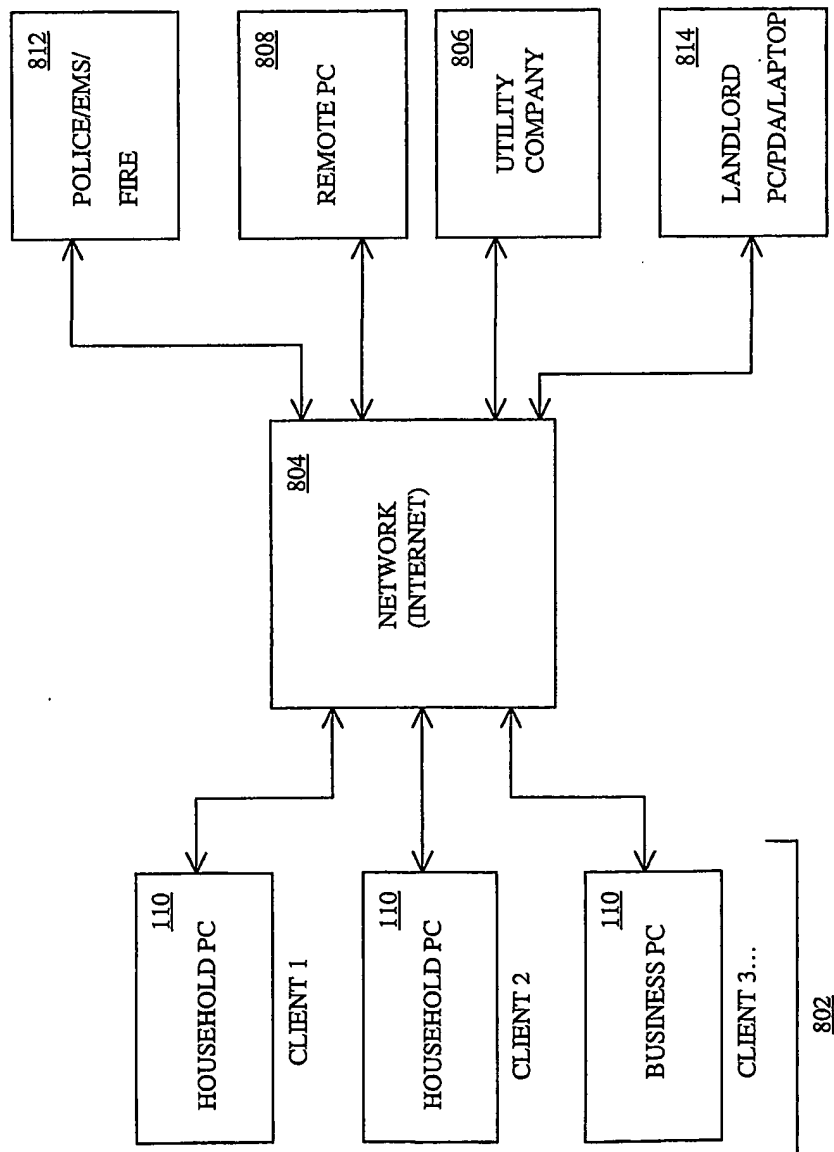 812
POLICE/EMS/
FIRE
808
REMOTE PC
806
UTILITY
COMPANY
814
LANDLORD
PC/PDA/LAPTOP
804
NETWORK
(INTERNET)
110
HOUSEHOLD PC
CLIENT 1
110
HOUSEHOLD PC
CLIENT 2
110
BUSINESS PC
CLIENT 3...
802